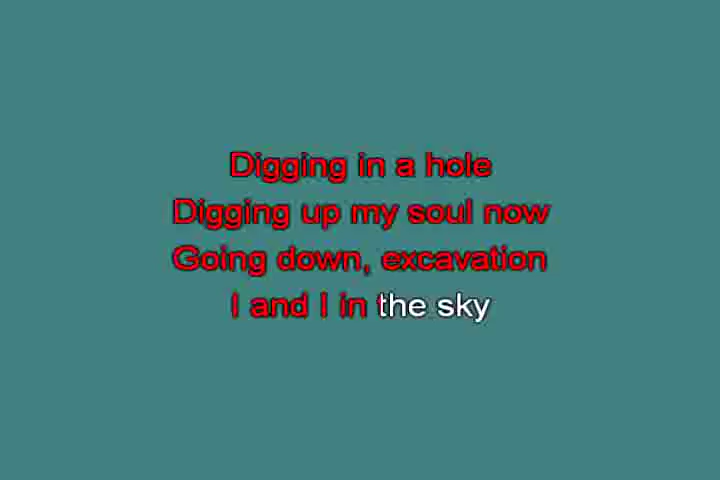 Digging in a hole
Digging up my soul now
Going down, excavation
I and I in the sky